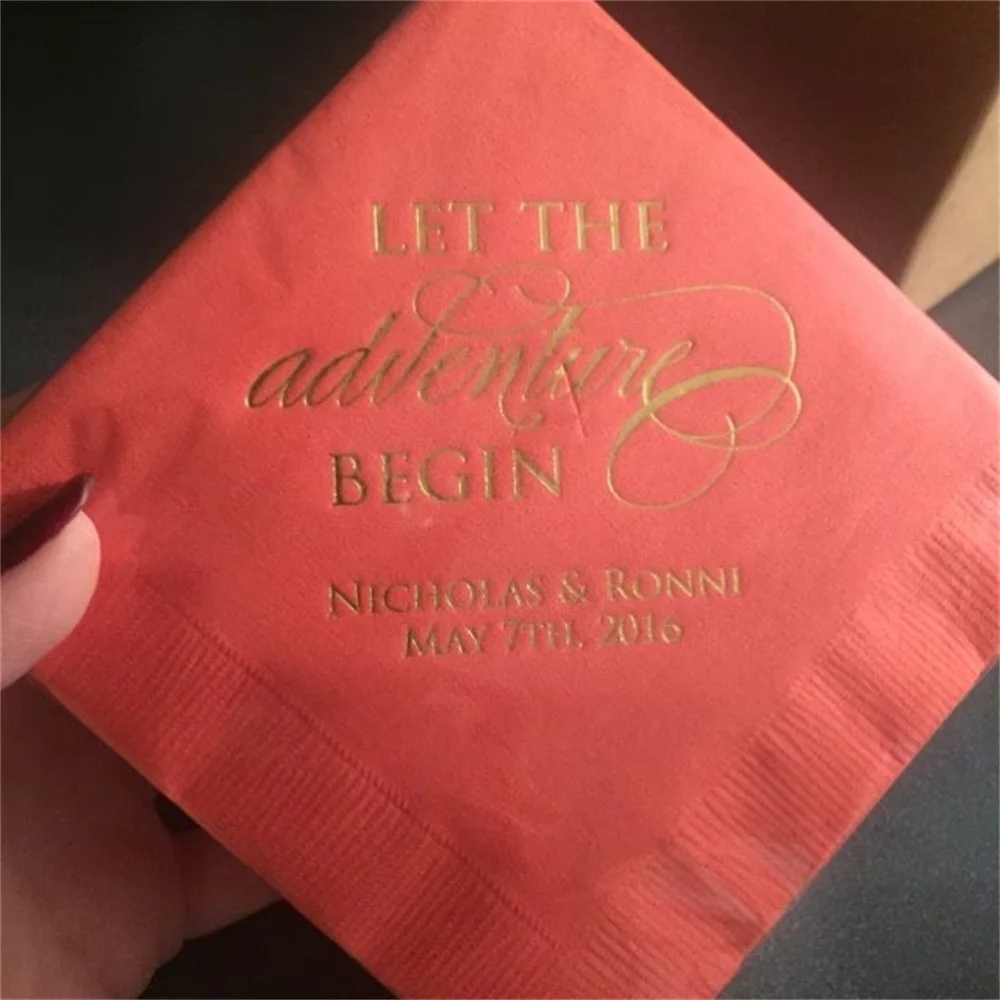 LET THE
adventure
BEGIN
NICHOLAS & RONNI
MAY 7TH, 2016